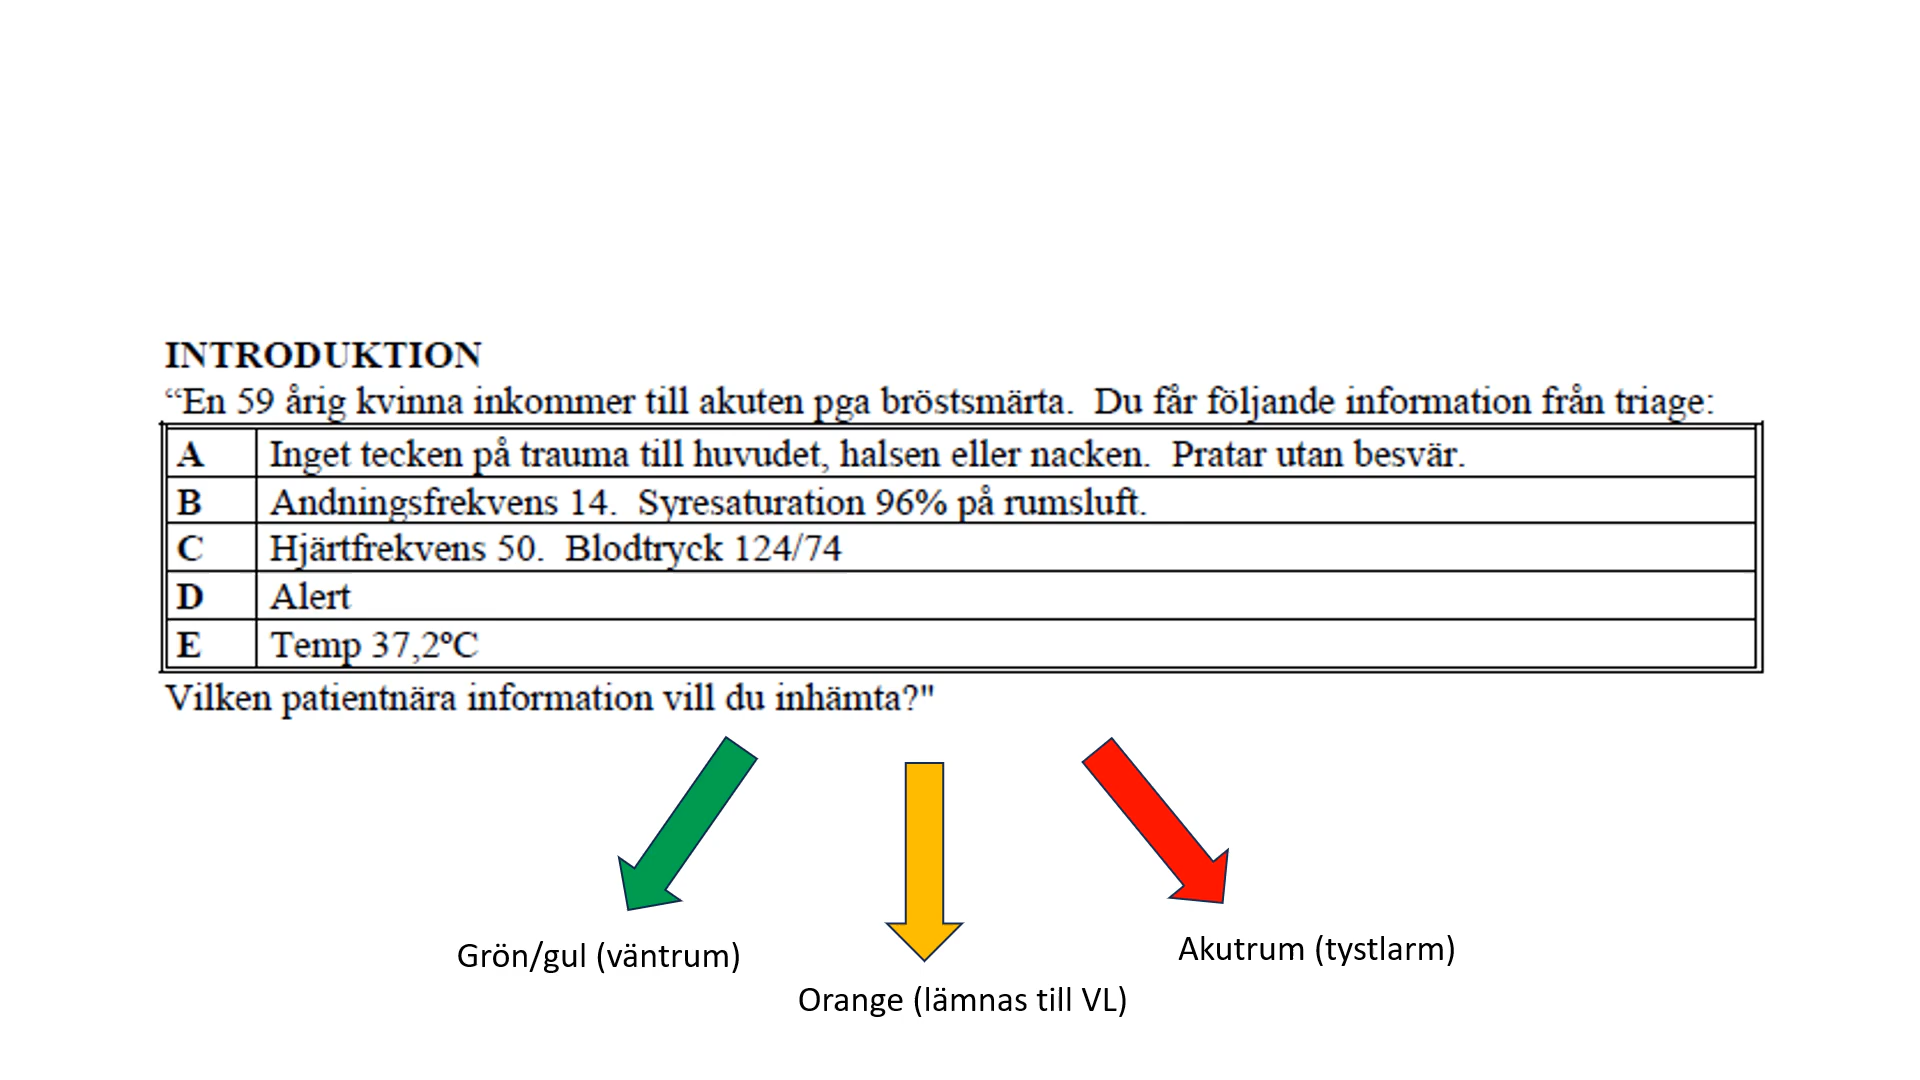 INTRODUKTION
“En 59 årig kvinna inkommer till akuten pga bröstsmärta. Du får följande information från triage:
A Inget tecken på trauma till huvudet, halsen eller nacken. Pratar utan besvär.
B Andningsfrekvens 14. Syresaturation 96% på rumsluft.
C Hjärtfrekvens 50. Blodtryck 124/74
D Alert
E Temp 37,2ºC
Vilken patientnära information vill du inhämta?"
Grön/gul (väntrum)
Orange (lämnas till VL)
Akutrum (tystlarm)